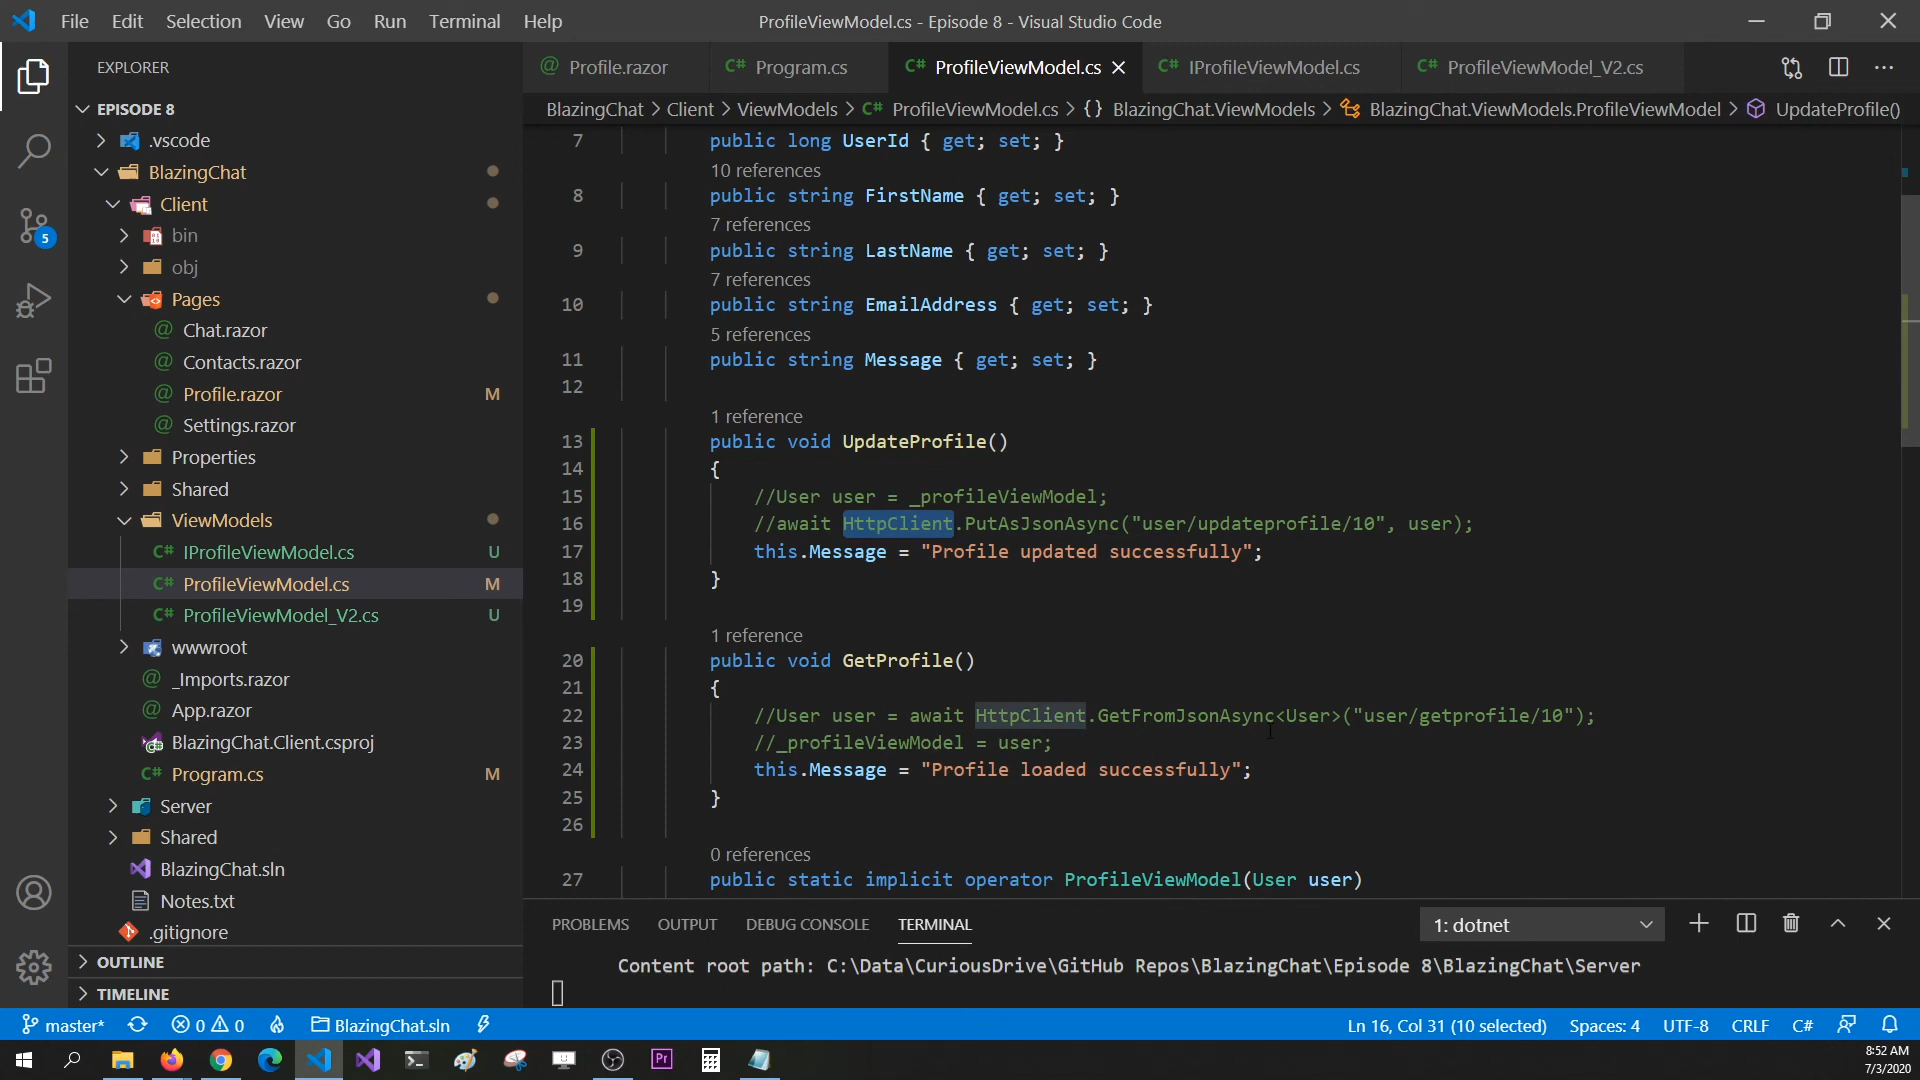 File Edit Selection View Go Run Terminal Help
ProfileViewModel.cs - Episode 8 - Visual Studio Code
EXPLORER
EPISODE 8
.vscode
BlazingChat
Client
bin
obj
Pages
Chat.razor
Contacts.razor
Profile.razor M
Settings.razor
Properties
Shared
ViewModels
IProfileViewModel.cs U
ProfileViewModel.cs M
ProfileViewModel_V2.cs U
wwwroot
_Imports.razor
App.razor
BlazingChat.Client.csproj
Program.cs M
Server
Shared
BlazingChat.sln
Notes.txt
.gitignore
OUTLINE
TIMELINE
5
Profile.razor C# Program.cs C# ProfileViewModel.cs C# IProfileViewModel.cs C# ProfileViewModel_V2.cs
BlazingChat > Client > ViewModels > C# ProfileViewModel.cs > {} BlazingChat.ViewModels > BlazingChat.ViewModels.ProfileViewModel > UpdateProfile()
7 public long UserId { get; set; }
10 references
8 public string FirstName { get; set; }
7 references
9 public string LastName { get; set; }
7 references
10 public string EmailAddress { get; set; }
5 references
11 public string Message { get; set; }
12
1 reference
13 public void UpdateProfile()
14 {
15 //User user = _profileViewModel;
16 //await HttpClient.PutAsJsonAsync("user/updateprofile/10", user);
17 this.Message = "Profile updated successfully";
18 }
19
1 reference
20 public void GetProfile()
21 {
22 //User user = await HttpClient.GetFromJsonAsync<User>("user/getprofile/10");
23 //_profileViewModel = user;
24 this.Message = "Profile loaded successfully";
25 }
26
0 references
27 public static implicit operator ProfileViewModel(User user)
PROBLEMS OUTPUT DEBUG CONSOLE TERMINAL
1: dotnet
Content root path: C:\Data\CuriousDrive\GitHub Repos\BlazingChat\Episode 8\BlazingChat\Server
master* 0 0 BlazingChat.sln
Ln 16, Col 31 (10 selected) Spaces: 4 UTF-8 CRLF C#
Pr
8:52 AM
7/3/2020